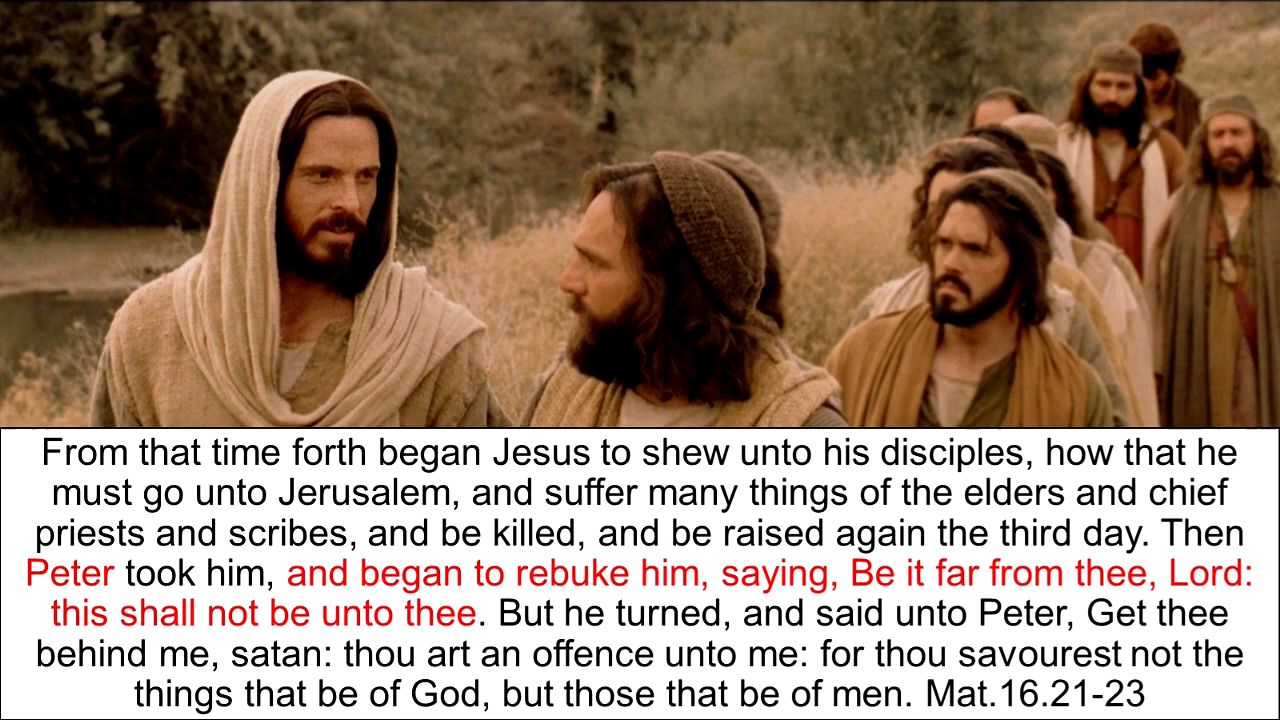 From that time forth began Jesus to shew unto his disciples, how that he
must go unto Jerusalem, and suffer many things of the elders and chief
priests and scribes, and be killed, and be raised again the third day. Then
Peter took him, and began to rebuke him, saying, Be it far from thee, Lord:
this shall not be unto thee. But he turned, and said unto Peter, Get thee
behind me, satan: thou art an offence unto me: for thou savourest not the
things that be of God, but those that be of men. Mat.16.21-23